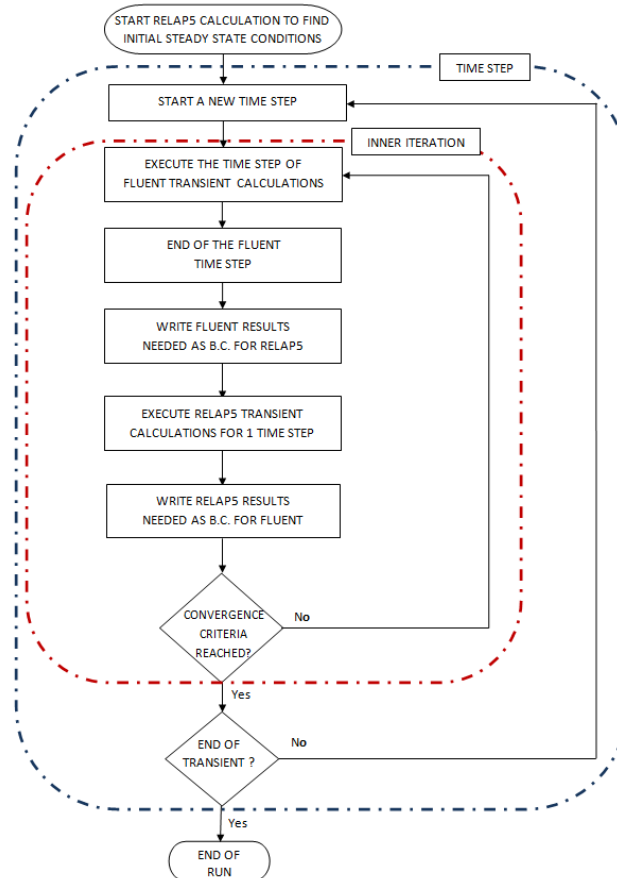 START RELAP5 CALCULATION TO FIND
INITIAL STEADY STATE CONDITIONS
TIME STEP
START A NEW TIME STEP
INNER ITERATION
EXECUTE THE TIME STEP OF
FLUENT TRANSIENT CALCULATIONS
END OF THE FLUENT
TIME STEP
WRITE FLUENT RESULTS
NEEDED AS B.C. FOR RELAP5
EXECUTE RELAP5 TRANSIENT
CALCULATIONS FOR 1 TIME STEP
WRITE RELAP5 RESULTS
NEEDED AS B.C. FOR FLUENT
CONVERGENCE
CRITERIA
REACHED?
No
Yes
END OF
TRANSIENT ?
No
Yes
END OF
RUN